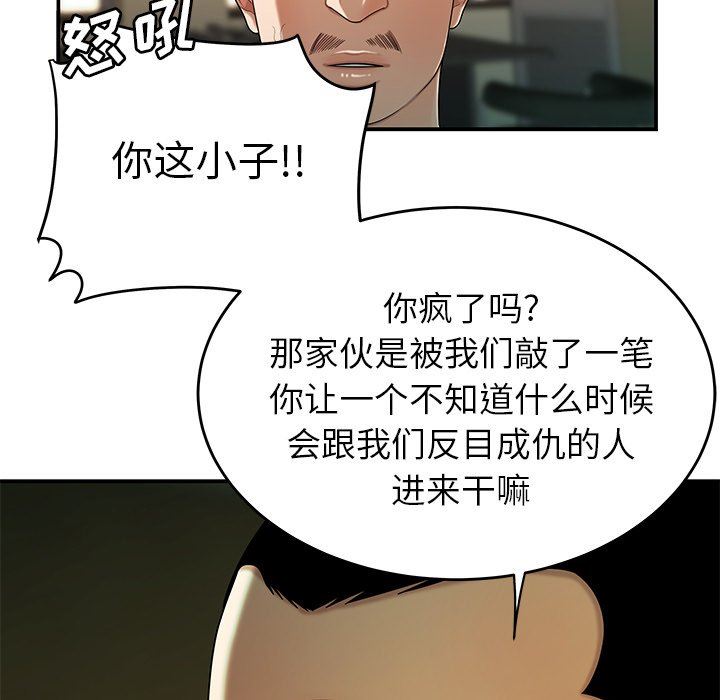 怒吼
你这小子!!
你疯了吗?
那家伙是被我们敲了一笔
你让一个不知道什么时候
会跟我们反目成仇的人
进来干嘛